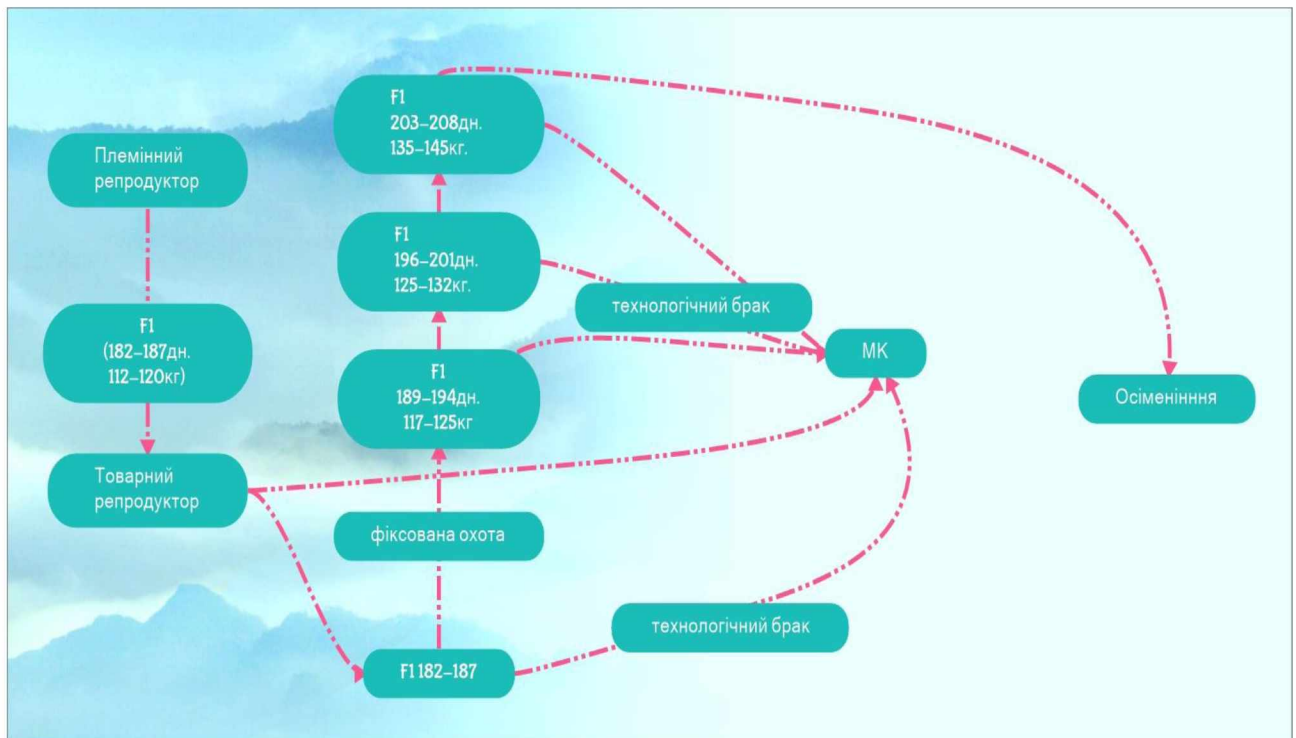 Племінний
репродуктор
F1
(182–187дн.
112–120кг)
Товарний
репродуктор
F1
203–208дн.
135–145кг.
F1
196–201дн.
125–132кг.
F1
189–194дн.
117–125кг
фіксована охота
F1 182–187
технологічний брак
МК
технологічний брак
Осіменінння